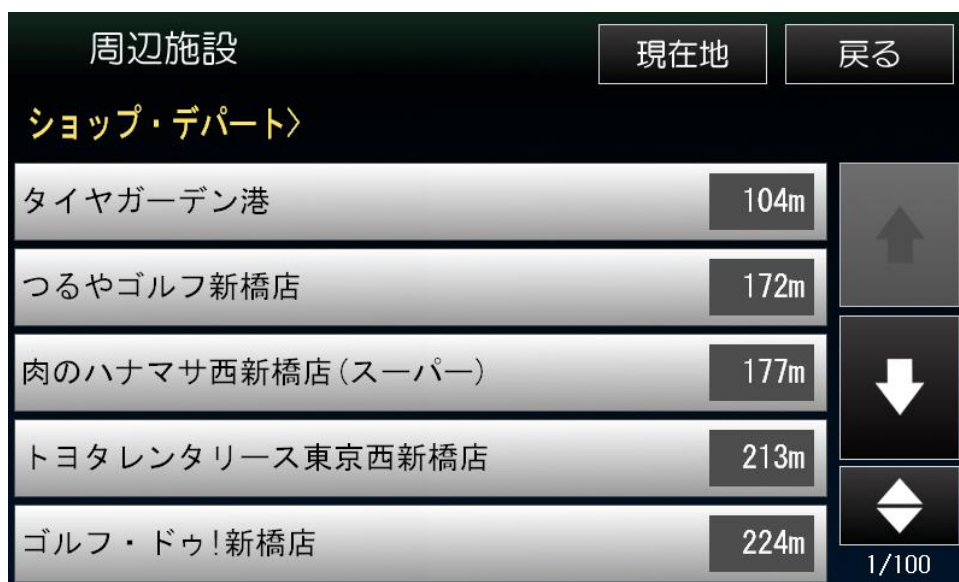 周辺施設
現在地
戻る
ショップ・デパート〉
タイヤガーデン港
104m
つるやゴルフ新橋店
172m
肉のハナマサ西新橋店(スーパー)
177m
トヨタレンタリース東京西新橋店
213m
ゴルフ・ドゥ!新橋店
224m
1/100